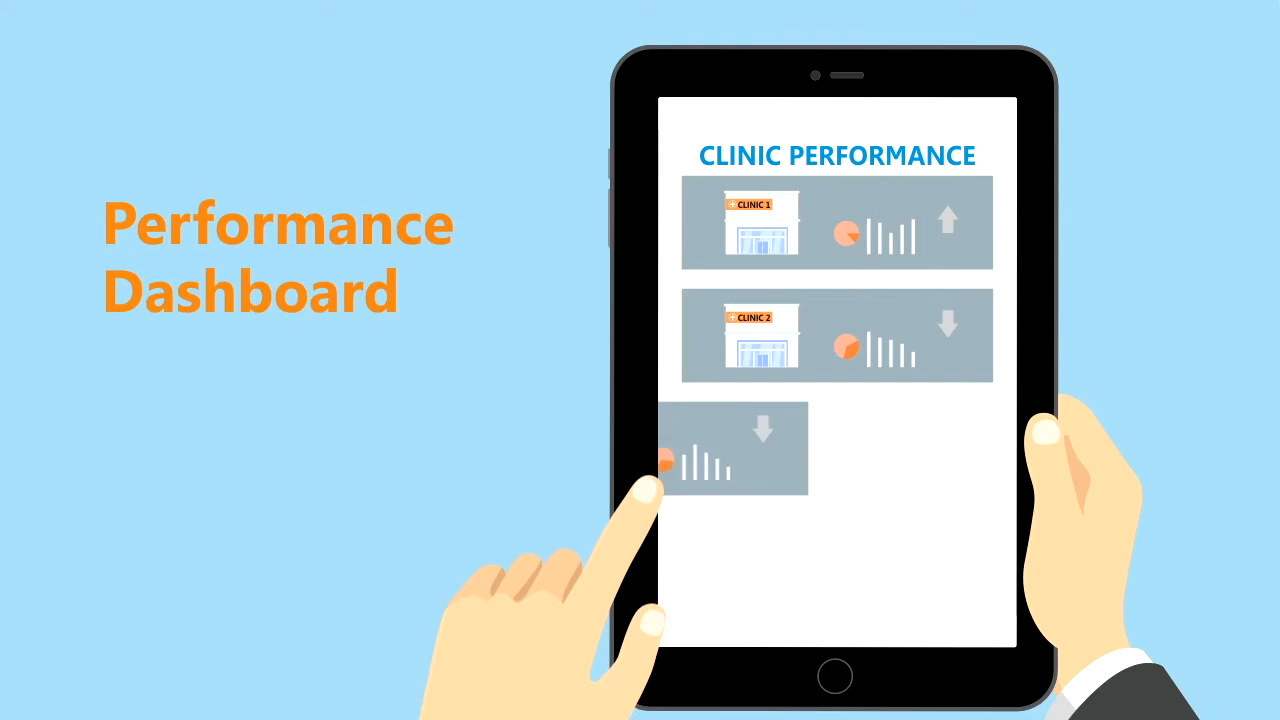 Performance
Dashboard
CLINIC PERFORMANCE
+ CLINIC 1
+ CLINIC 2